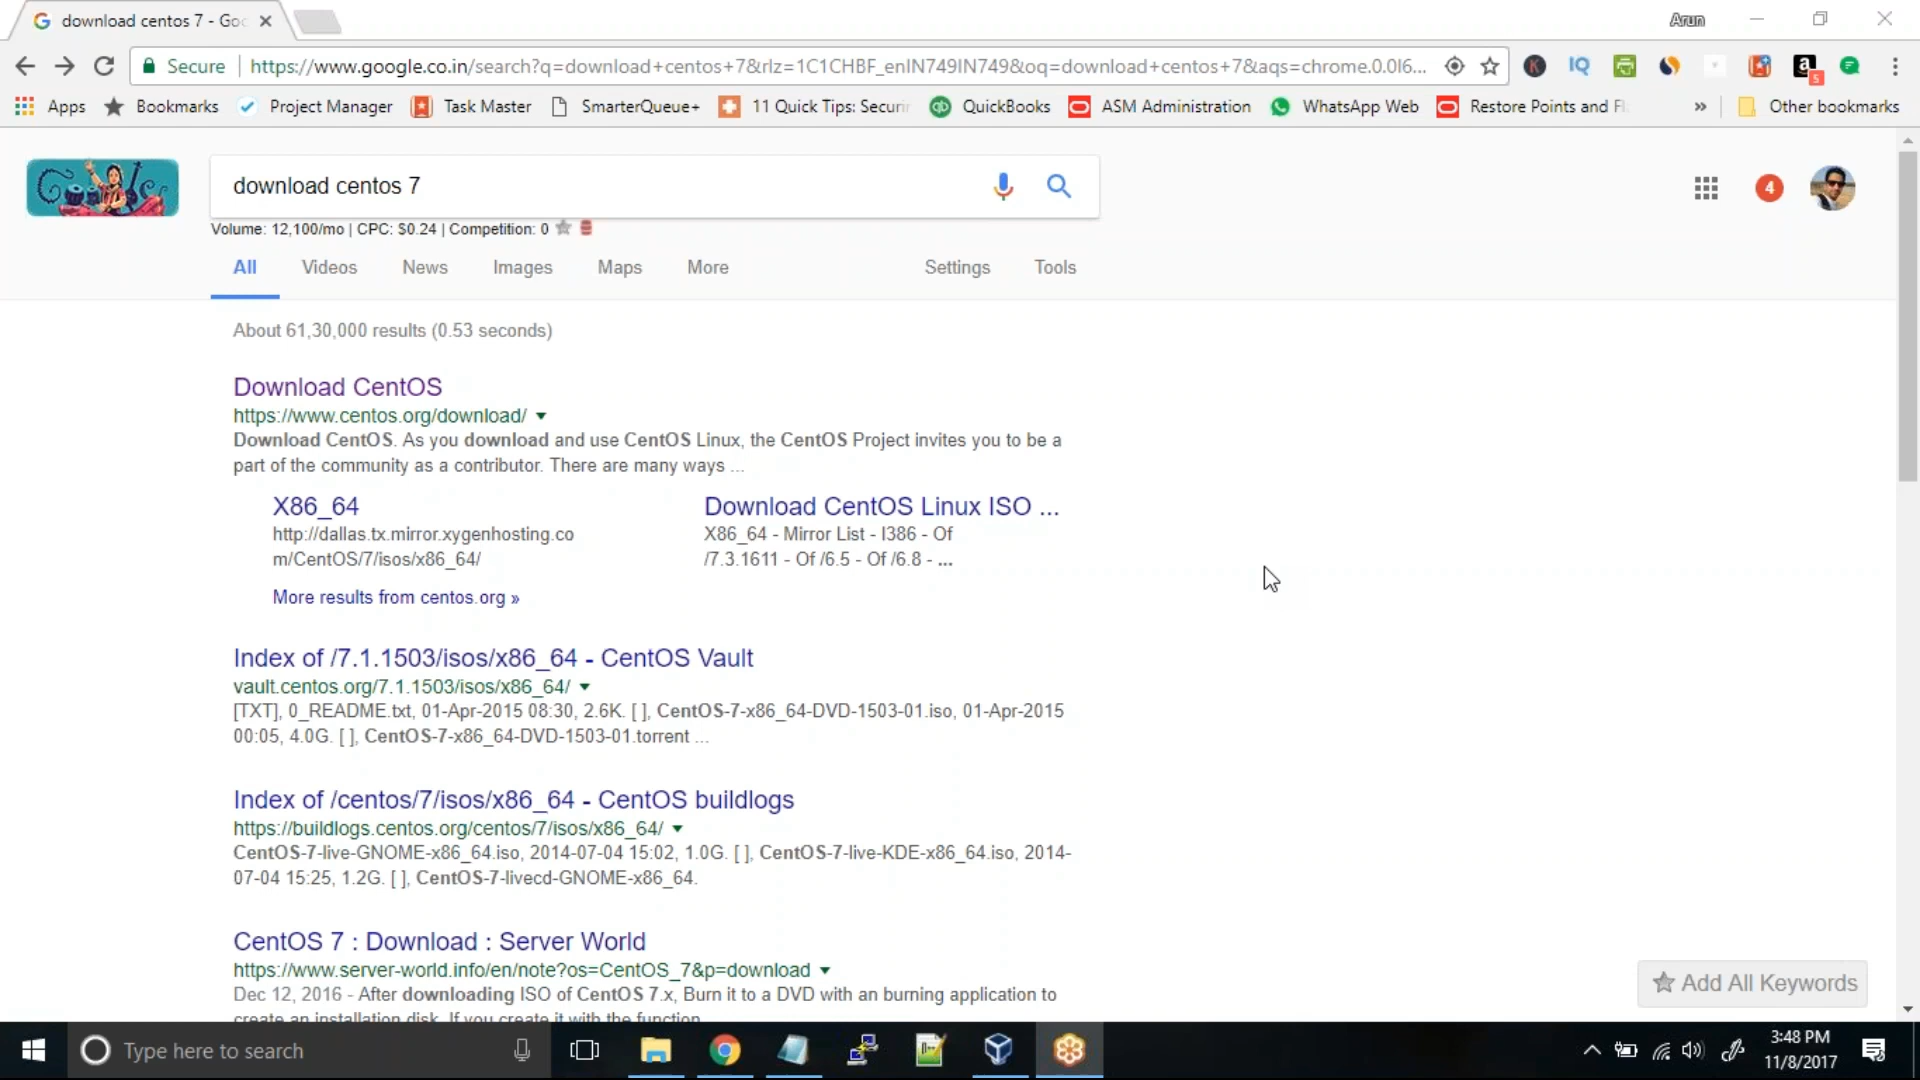 download centos 7 - Goo
Arun
Secure
https://www.google.co.in/search?q=download+centos+7&rlz=1C1CHBF_enIN749IN749&oq=download+centos+7&aqs=chrome.0.0l6...
5
Apps
Bookmarks
Project Manager
Task Master
SmarterQueue+
11 Quick Tips: Securin
QuickBooks
ASM Administration
WhatsApp Web
Restore Points and Fl
»
Other bookmarks
download centos 7
4
Volume: 12,100/mo | CPC: $0.24 | Competition: 0
All
Videos
News
Images
Maps
More
Settings
Tools
About 61,30,000 results (0.53 seconds)
Download CentOS
https://www.centos.org/download/
Download CentOS. As you download and use CentOS Linux, the CentOS Project invites you to be a
part of the community as a contributor. There are many ways ...
X86_64
http://dallas.tx.mirror.xygenhosting.co
m/CentOS/7/isos/x86_64/
Download CentOS Linux ISO ...
X86_64 - Mirror List - I386 - Of
/7.3.1611 - Of /6.5 - Of /6.8 - ...
More results from centos.org »
Index of /7.1.1503/isos/x86_64 - CentOS Vault
vault.centos.org/7.1.1503/isos/x86_64/
[TXT], 0_README.txt, 01-Apr-2015 08:30, 2.6K. [ ], CentOS-7-x86_64-DVD-1503-01.iso, 01-Apr-2015
00:05, 4.0G. [ ], CentOS-7-x86_64-DVD-1503-01.torrent ...
Index of /centos/7/isos/x86_64 - CentOS buildlogs
https://buildlogs.centos.org/centos/7/isos/x86_64/
CentOS-7-live-GNOME-x86_64.iso, 2014-07-04 15:02, 1.0G. [ ], CentOS-7-live-KDE-x86_64.iso, 2014-
07-04 15:25, 1.2G. [ ], CentOS-7-livecd-GNOME-x86_64.
CentOS 7 : Download : Server World
https://www.server-world.info/en/note?os=CentOS_7&p=download
Dec 12, 2016 - After downloading ISO of CentOS 7.x, Burn it to a DVD with an burning application to
create an installation disk. If you create it with the function
Add All Keywords
Type here to search
3:48 PM
11/8/2017